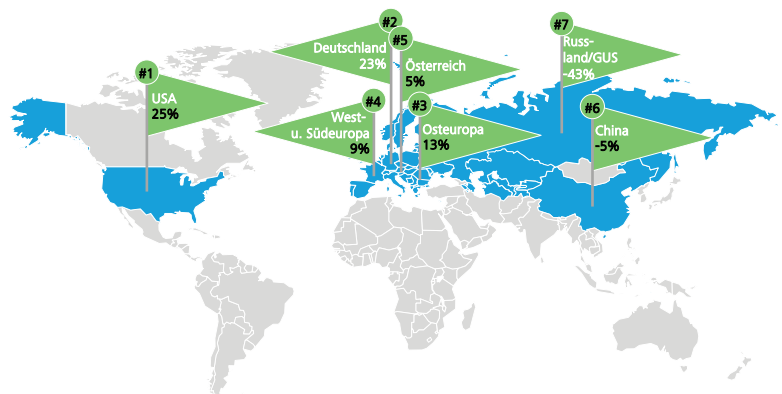 #1
USA
25%
#2
Deutschland
23%
#5
Österreich
5%
#4
West-
u. Südeuropa
9%
#3
Osteuropa
13%
#7
Russ-
land/GUS
-43%
#6
China
-5%